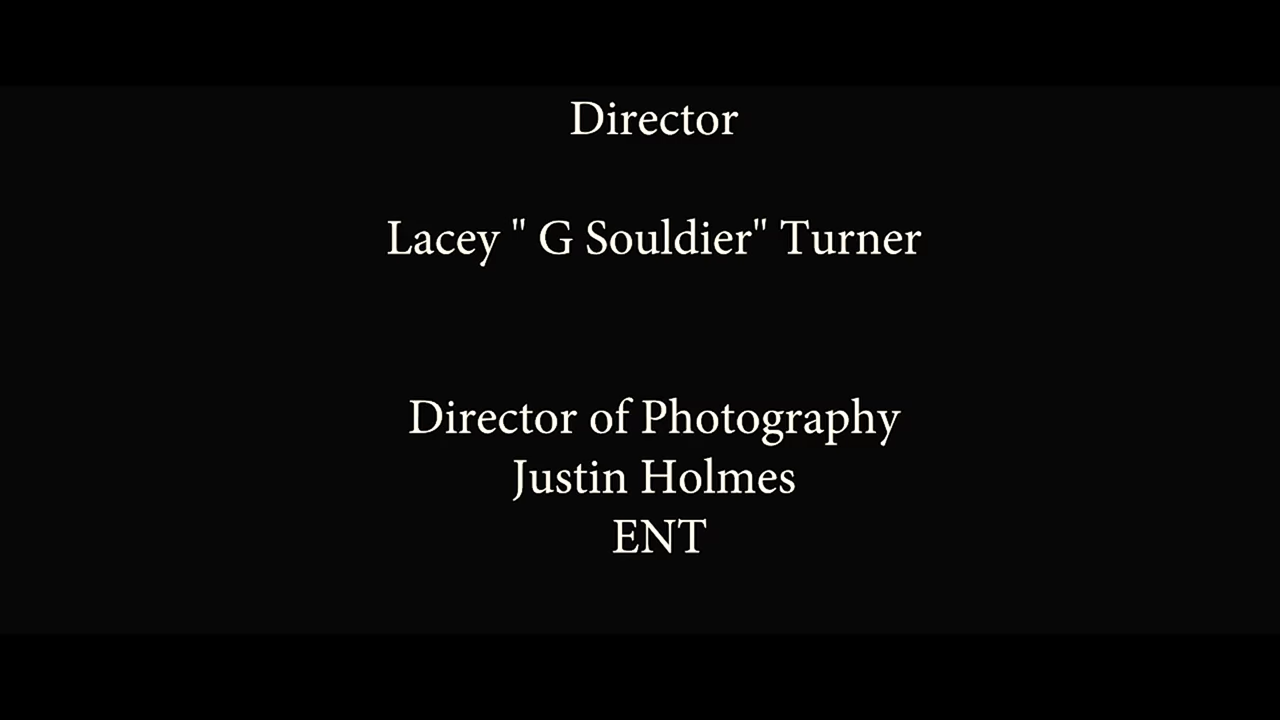 Director
Lacey " G Souldier" Turner
Director of Photography
Justin Holmes
ENT